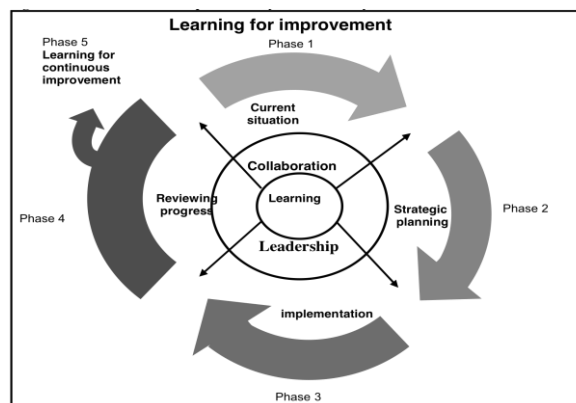 Learning for improvement
Phase 1
Phase 5
Learning for
continuous
improvement
Current
situation
Collaboration
Learning
Leadership
Reviewing
progress
Phase 4
Strategic
planning
Phase 2
implementation
Phase 3